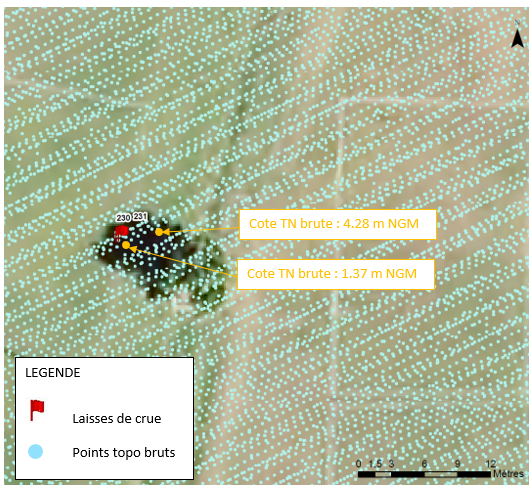 N
230 231
Cote TN brute : 4.28 m NGM
Cote TN brute : 1.37 m NGM
LEGENDE
Laisses de crue
Points topo bruts
0 1.5 3 6 9 12
Mètres